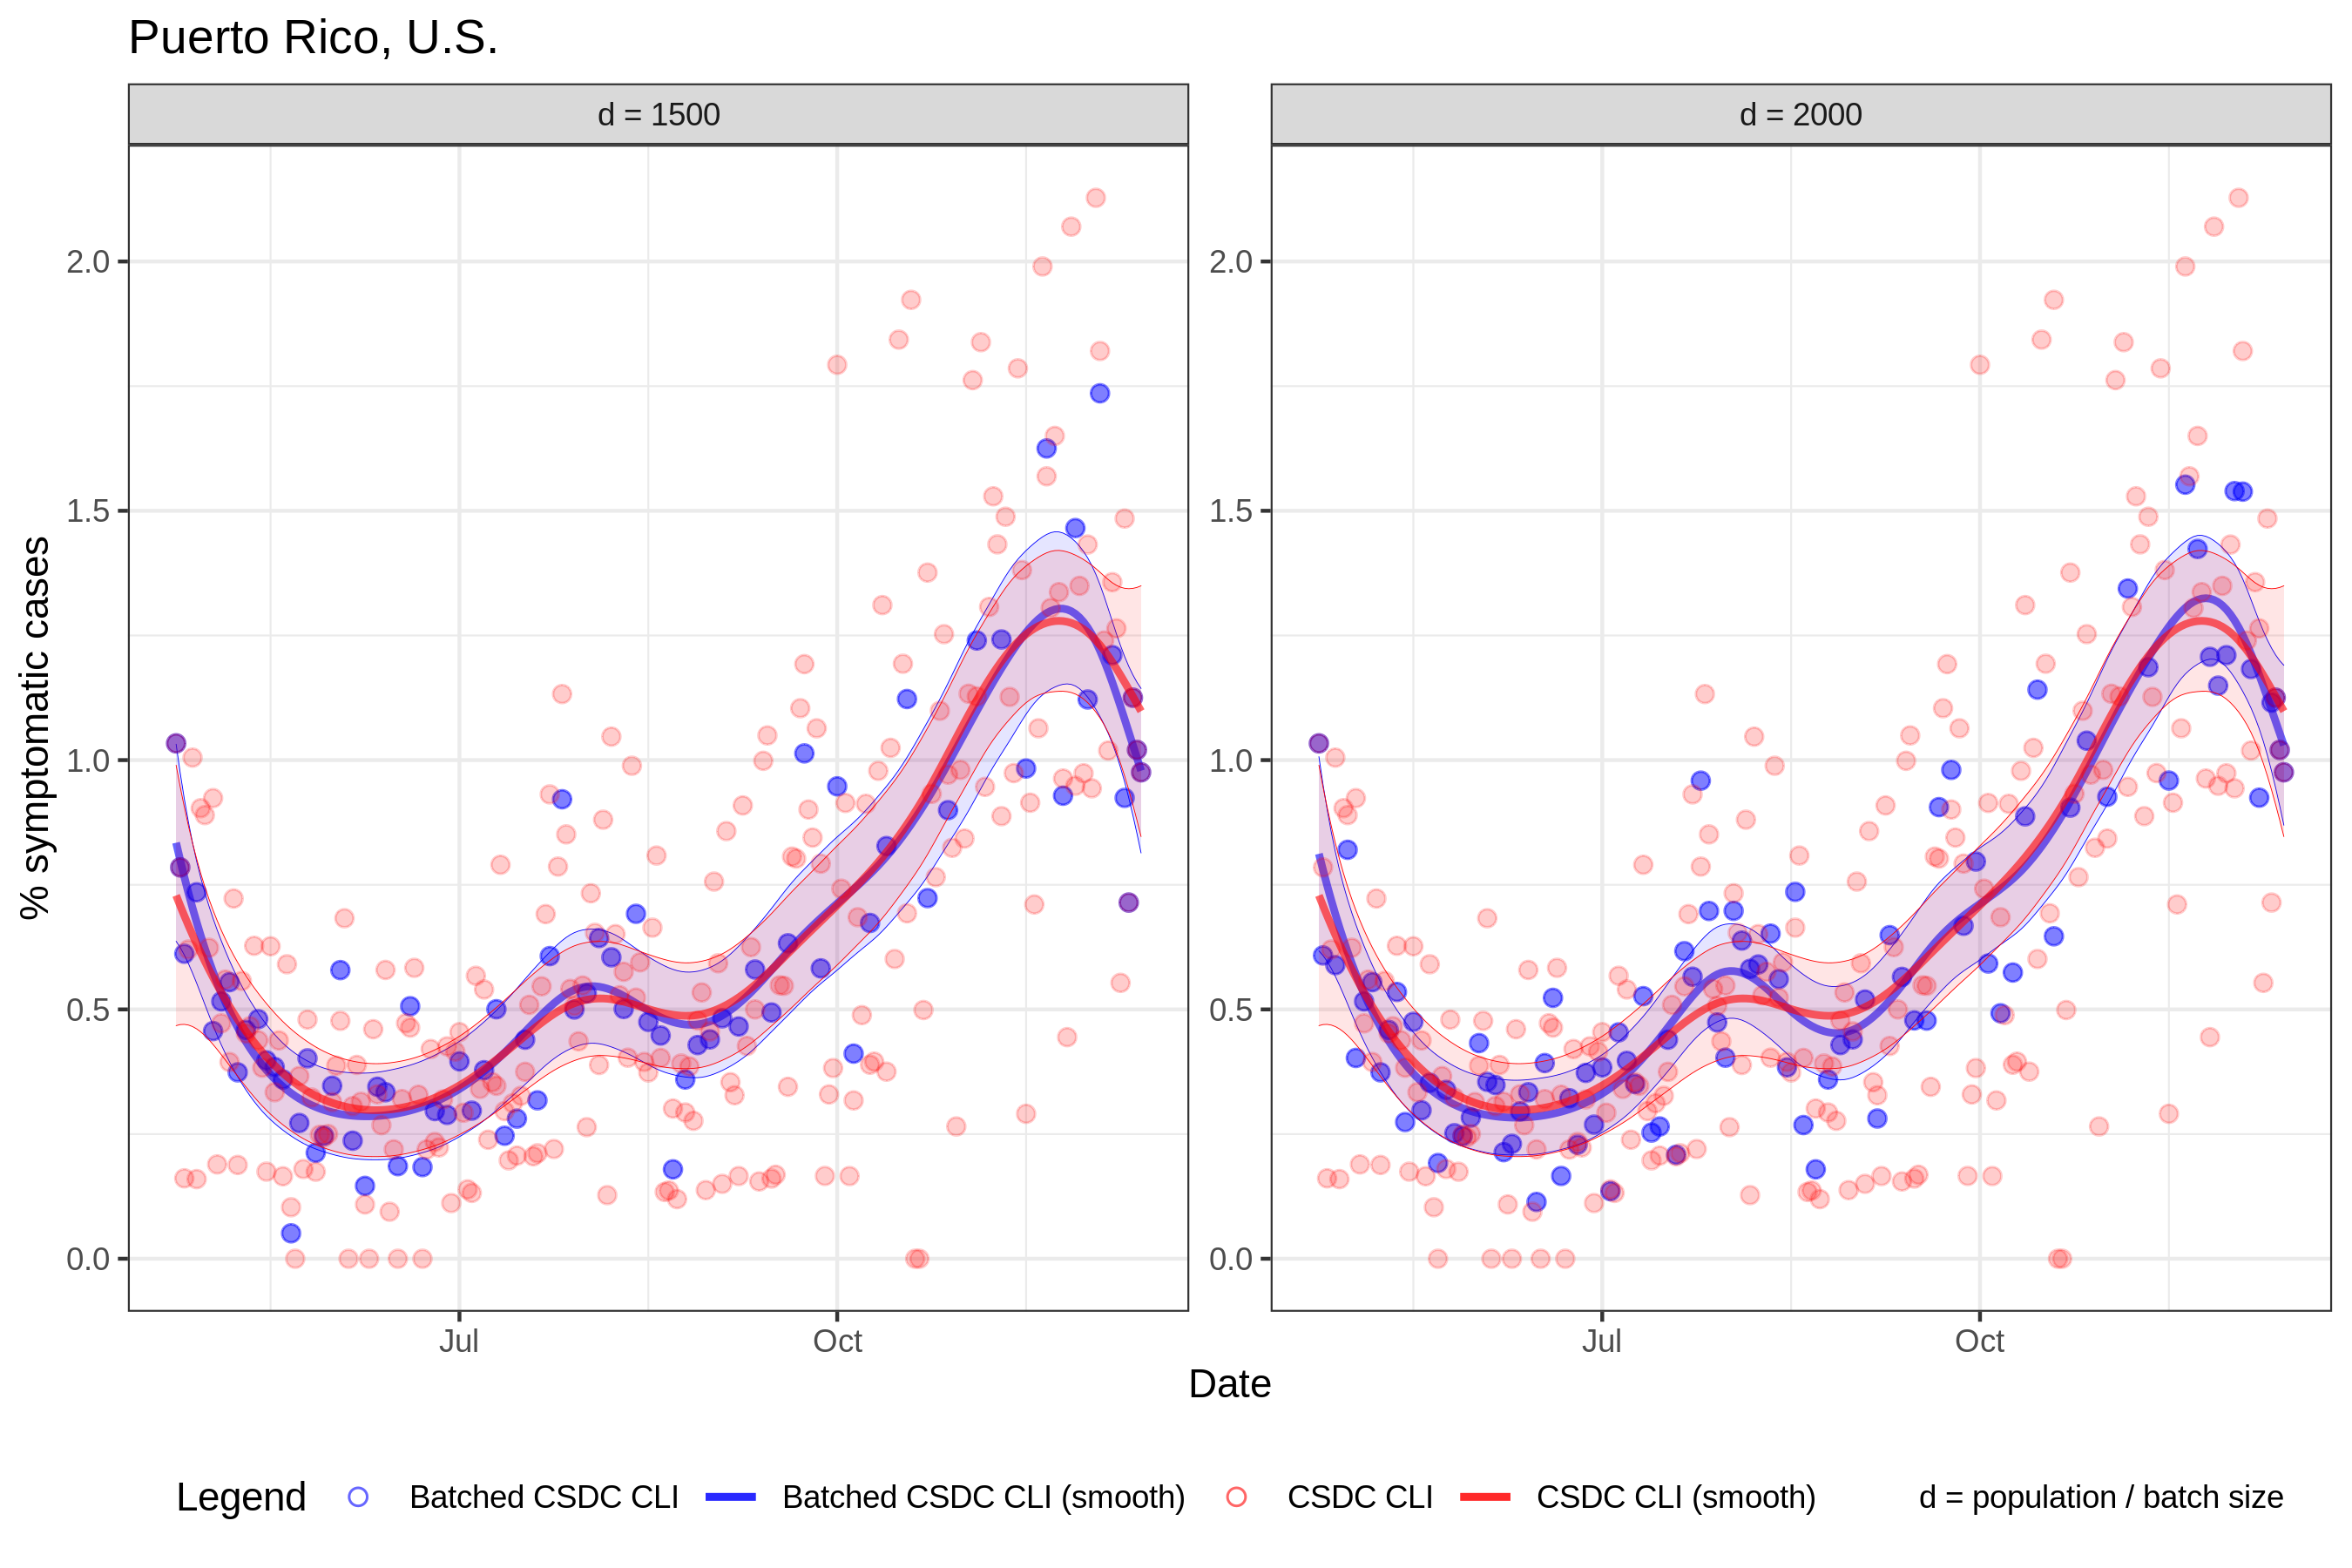 Puerto Rico, U.S.
d = 1500
d = 2000
% symptomatic cases
2.0
1.5
1.0
0.5
0.0
2.0
1.5
1.0
0.5
0.0
Jul
Oct
Jul
Oct
Date
Legend Batched CSDC CLI Batched CSDC CLI (smooth) CSDC CLI CSDC CLI (smooth) d = population / batch size